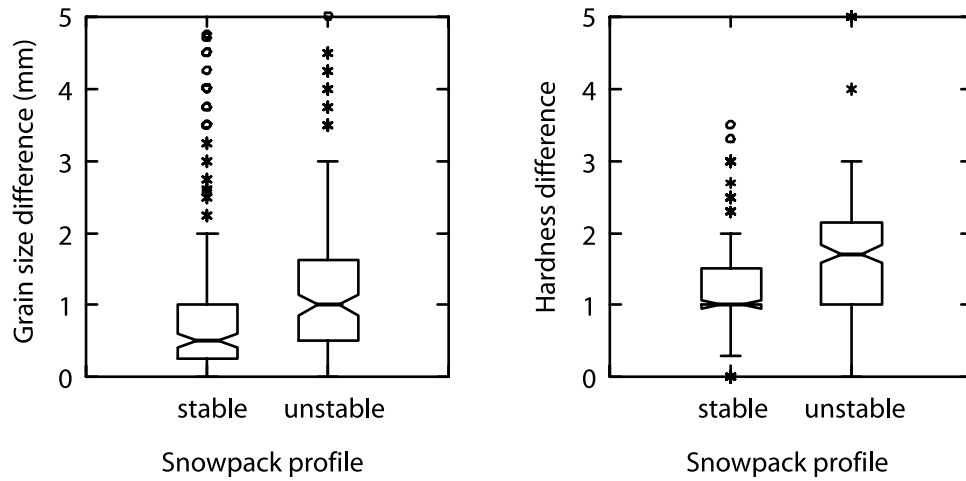 Grain size difference (mm)
5
4
3
2
1
0
stable unstable
Snowpack profile
Hardness difference
5
4
3
2
1
0
stable unstable
Snowpack profile